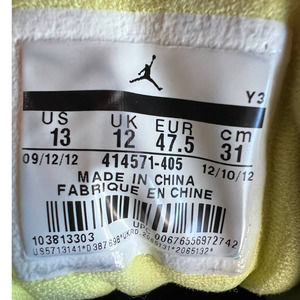 Y3
US UK EUR cm
13 12 47.5 31
09/12/12 414571-405 12/10/12
MADE IN CHINA
FABRIQUE EN CHINE
103813303 UPC 00676556972742